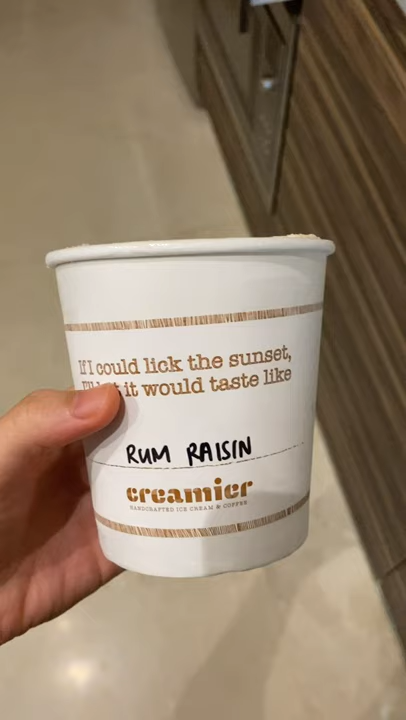 If I could lick the sunset,
it would taste like
RUM RAISIN
creamier
HANDCRAFTED ICE CREAM & COFFEE